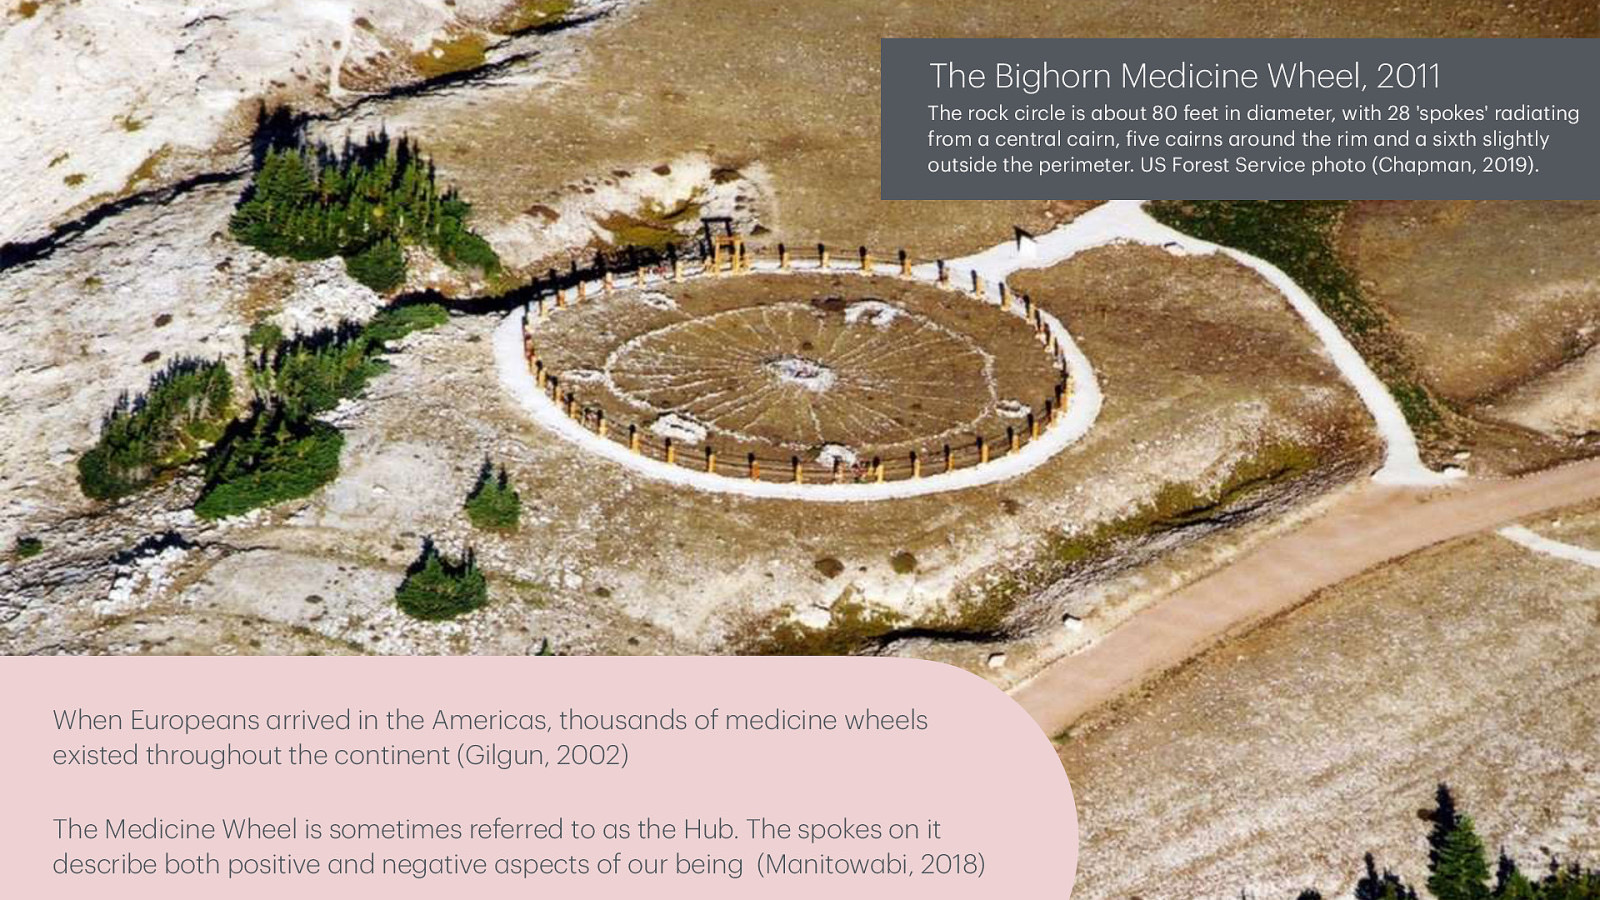 The Bighorn Medicine Wheel, 2011
The rock circle is about 80 feet in diameter, with 28 'spokes' radiating
from a central cairn, five cairns around the rim and a sixth slightly
outside the perimeter. US Forest Service photo (Chapman, 2019).
When Europeans arrived in the Americas, thousands of medicine wheels
existed throughout the continent (Gilgun, 2002)
The Medicine Wheel is sometimes referred to as the Hub. The spokes on it
describe both positive and negative aspects of our being  (Manitowabi, 2018)